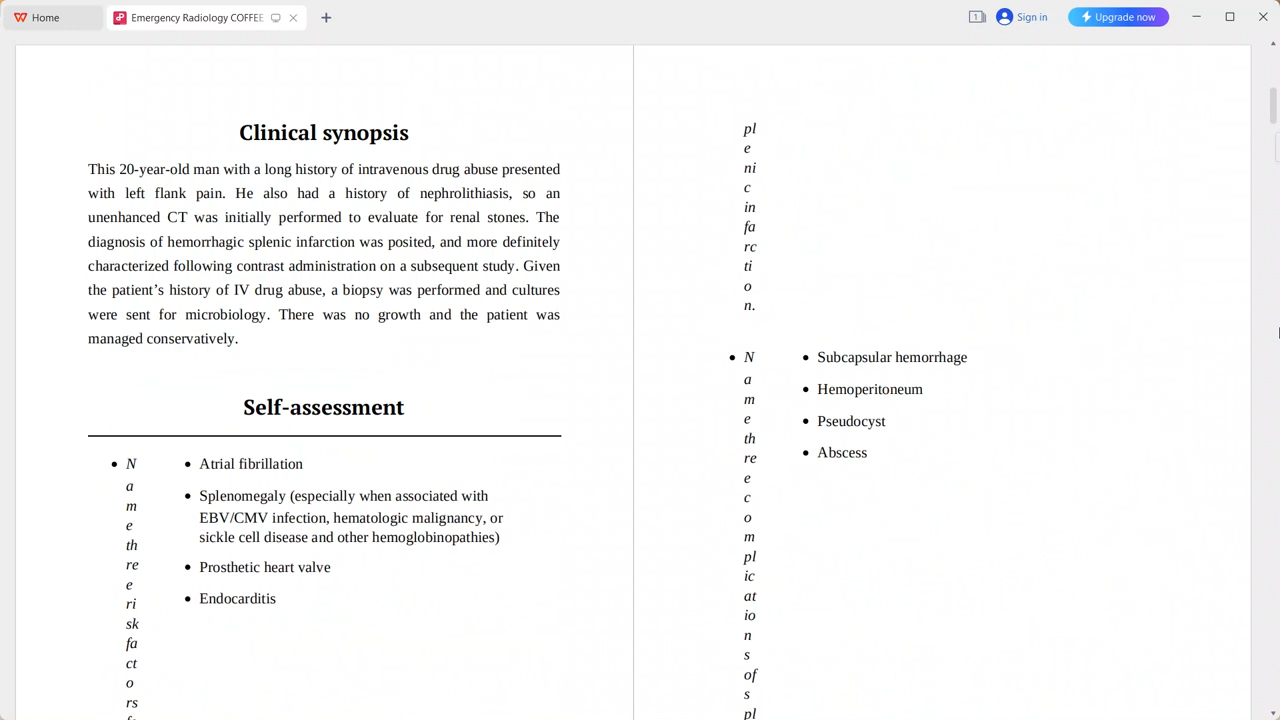 Home
Emergency Radiology COFFEE
1
Sign in
Upgrade now
Clinical synopsis
This 20-year-old man with a long history of intravenous drug abuse presented
with left flank pain. He also had a history of nephrolithiasis, so an
unenhanced CT was initially performed to evaluate for renal stones. The
diagnosis of hemorrhagic splenic infarction was posited, and more definitely
characterized following contrast administration on a subsequent study. Given
the patient’s history of IV drug abuse, a biopsy was performed and cultures
were sent for microbiology. There was no growth and the patient was
managed conservatively.
Self-assessment
• N
a
m
e
th
re
e
ri
sk
fa
ct
o
rs
• Atrial fibrillation
• Splenomegaly (especially when associated with
EBV/CMV infection, hematologic malignancy, or
sickle cell disease and other hemoglobinopathies)
• Prosthetic heart valve
• Endocarditis
pl
e
ni
c
in
fa
rc
ti
o
n.
• N
a
m
e
th
re
e
c
o
m
pl
ic
at
io
n
s
of
s
pl
• Subcapsular hemorrhage
• Hemoperitoneum
• Pseudocyst
• Abscess